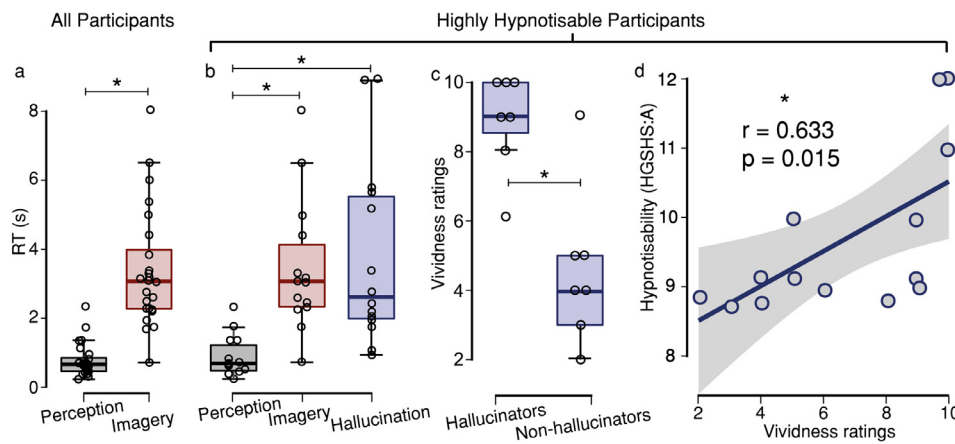 All Participants
Highly Hypnotisable Participants
a
*
RT (s)
8
6
4
2
0
Perception
Imagery
b
*
*
Perception
Imagery
Hallucination
c
Vividness ratings
10
8
6
4
2
*
Hallucinators
Non-hallucinators
d
Hypnotisability (HGSHS:A)
12
11
10
9
8
*
r = 0.633
p = 0.015
2
4
6
8
10
Vividness ratings